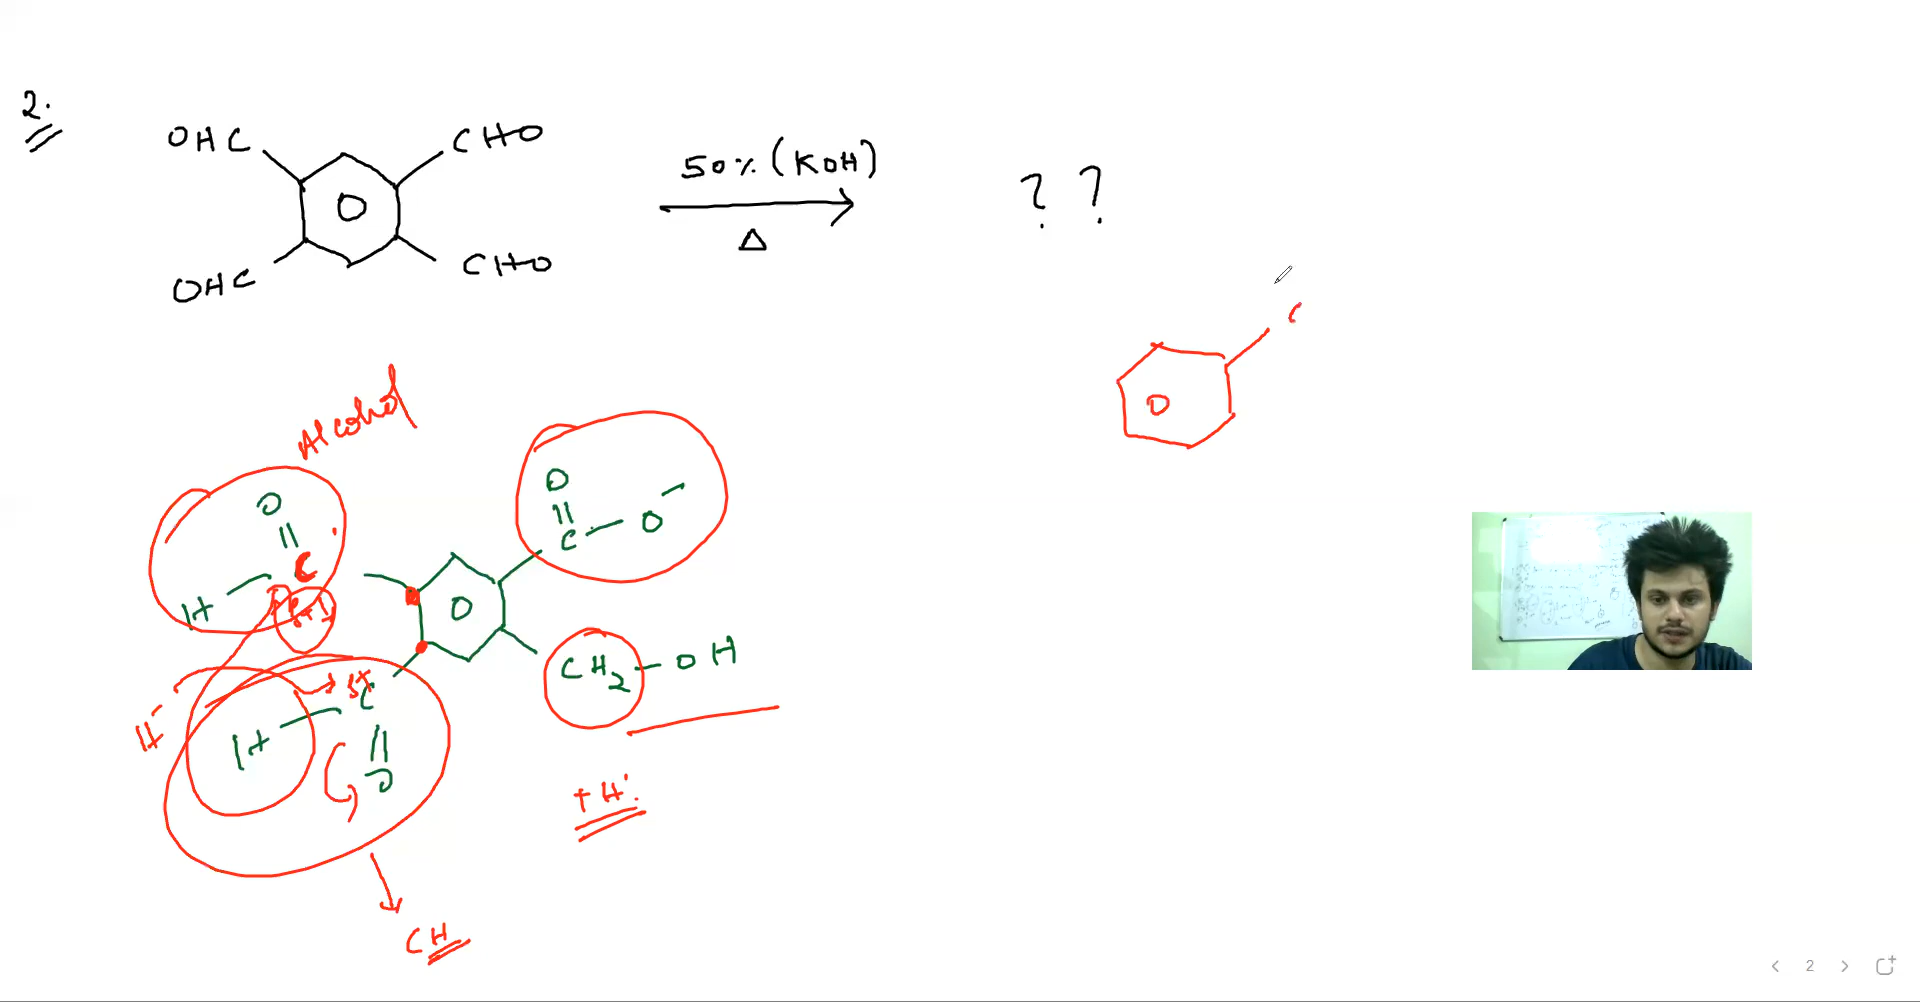 2.
OHC CHO
50% (KOH)
Δ
? ?
OHC CHO
C
Alcohol
O
O
||
||
C
C - O⁻
H
O
O
CH2 - OH
δ+
C
H⁻
H
||
O
+ H⁺
CH
2